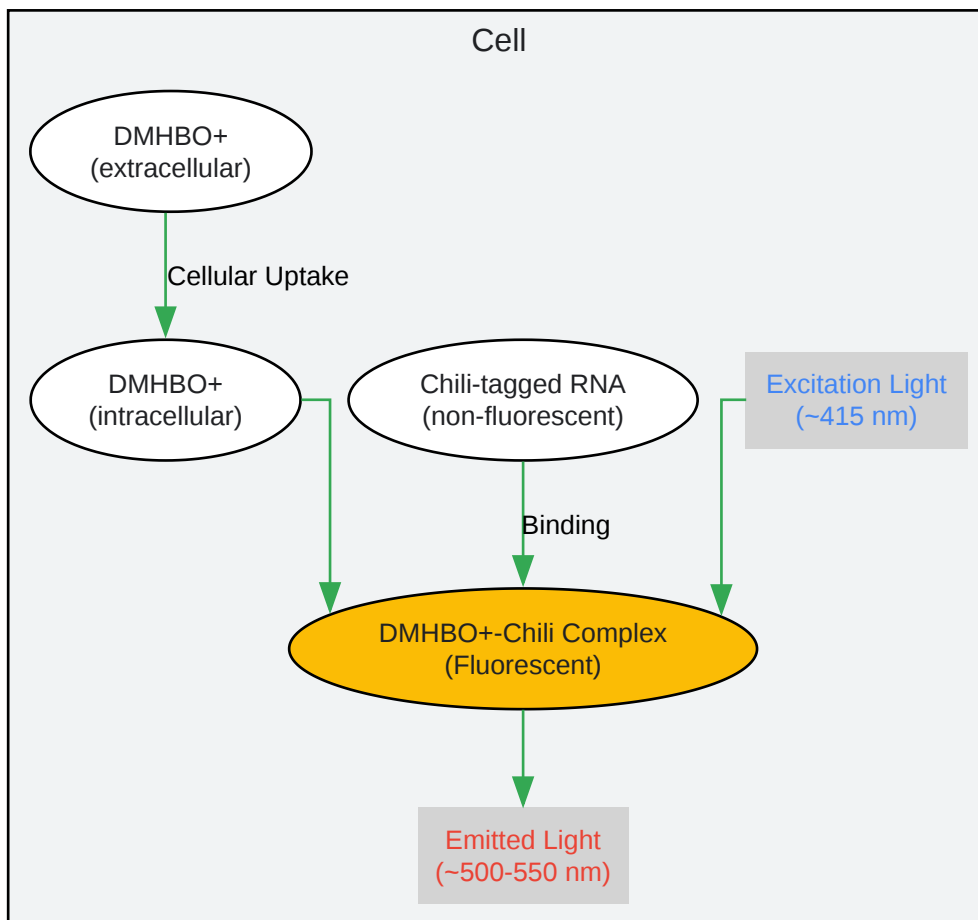 Cell
DMHBO+
(extracellular)
Cellular Uptake
DMHBO+
(intracellular)
Chili-tagged RNA
(non-fluorescent)
Excitation Light
(~415 nm)
Binding
DMHBO+-Chili Complex
(Fluorescent)
Emitted Light
(~500-550 nm)